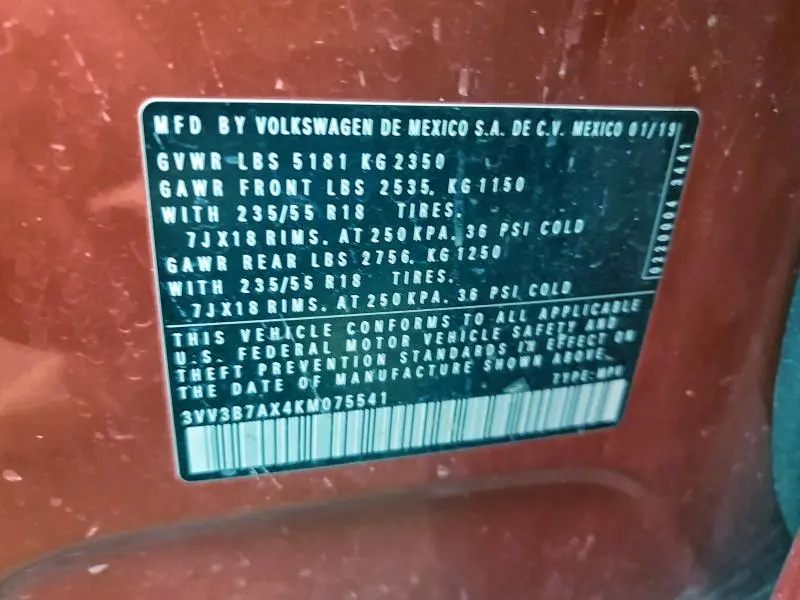 MFD BY VOLKSWAGEN DE MEXICO S.A. DE C.V. MEXICO 01/19
GVWR LBS 5181 KG 2350
GAWR FRONT LBS 2535, KG 1150
WITH 235/55 R18 TIRES,
7JX18 RIMS, AT 250 KPA, 36 PSI COLD
GAWR REAR LBS 2756, KG 1250
WITH 235/55 R18 TIRES,
7JX18 RIMS, AT 250 KPA, 36 PSI COLD
THIS VEHICLE CONFORMS TO ALL APPLICABLE
U.S. FEDERAL MOTOR VEHICLE SAFETY AND
THEFT PREVENTION STANDARDS IN EFFECT ON
THE DATE OF MANUFACTURE SHOWN ABOVE
TYPE: MPV
3VV3B7AX4KM075541
0220004 3441